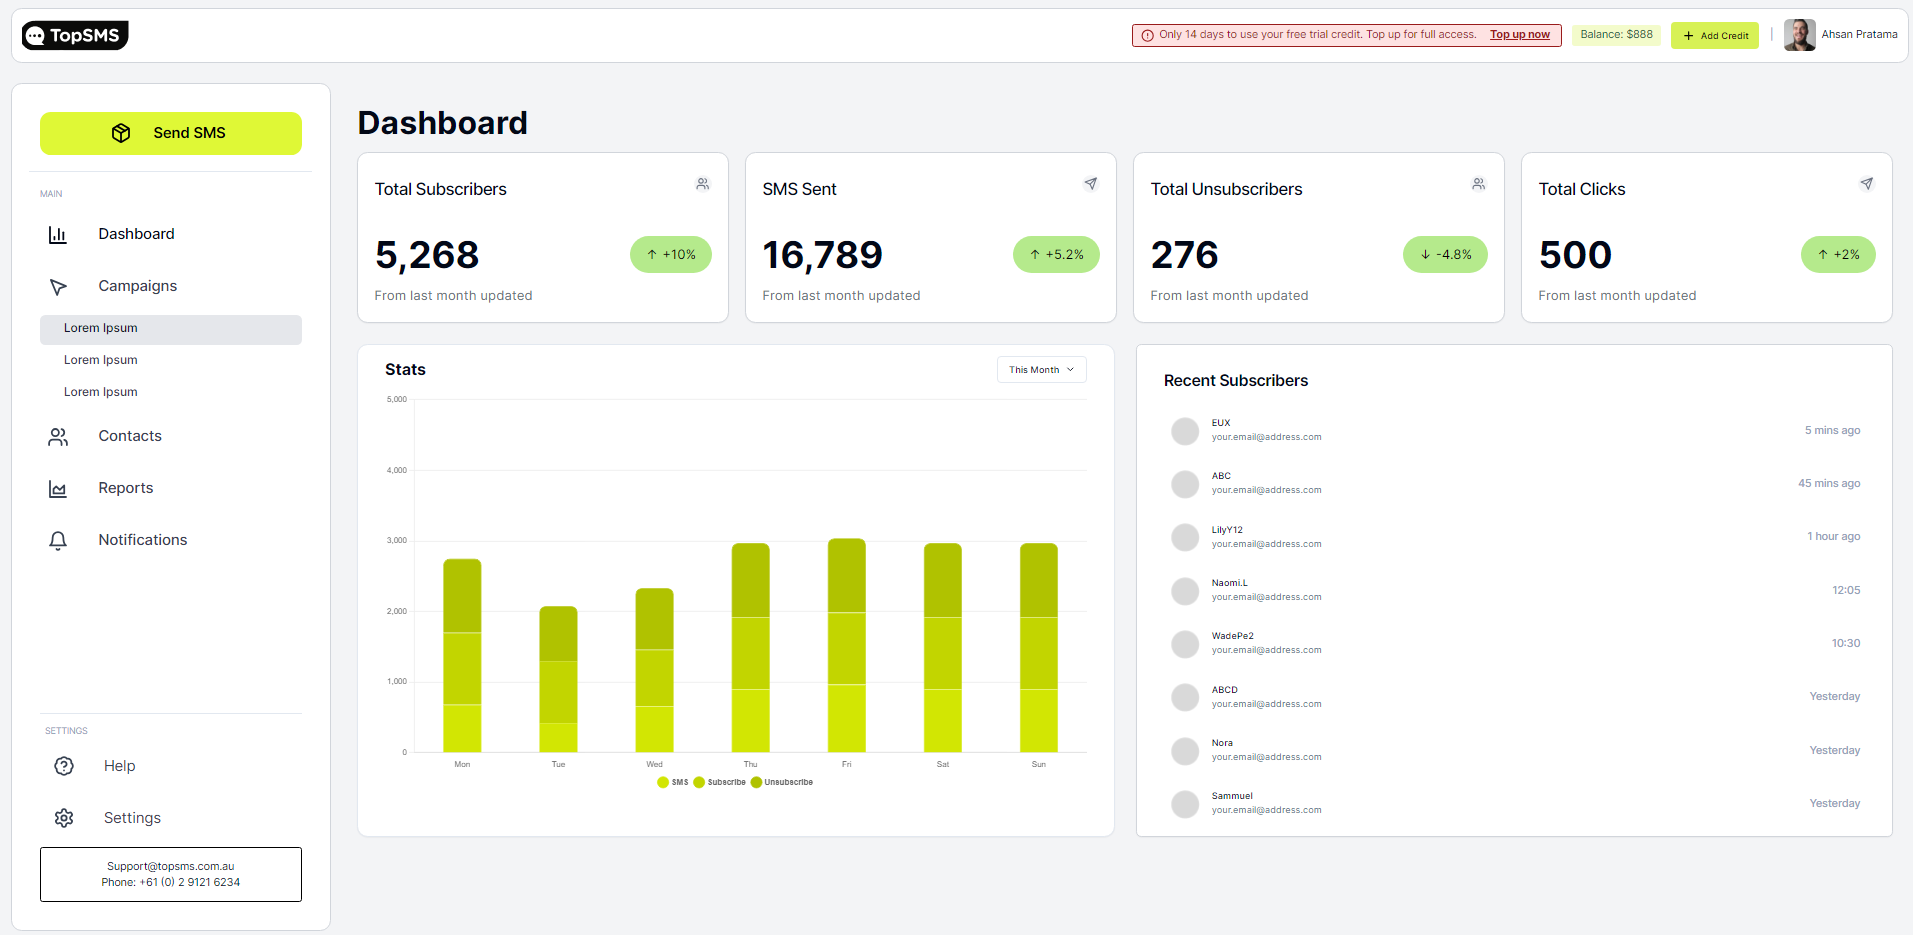 TopSMS
Only 14 days to use your free trial credit. Top up for full access. Top up now
Balance: $888
+ Add Credit
Ahsan Pratama
Send SMS
MAIN
Dashboard
Campaigns
Lorem Ipsum
Lorem Ipsum
Lorem Ipsum
Contacts
Reports
Notifications
SETTINGS
Help
Settings
Support@topsms.com.au
Phone: +61 (0) 2 9121 6234
Dashboard
Total Subscribers
5,268
↑ +10%
From last month updated
SMS Sent
16,789
↑ +5.2%
From last month updated
Total Unsubscribers
276
↓ -4.8%
From last month updated
Total Clicks
500
↑ +2%
From last month updated
Stats
This Month
5,000
4,000
3,000
2,000
1,000
0
Mon Tue Wed Thu Fri Sat Sun
SMS Subscribe Unsubscribe
Recent Subscribers
EUX
your.email@address.com
5 mins ago
ABC
your.email@address.com
45 mins ago
LilyY12
your.email@address.com
1 hour ago
Naomi.L
your.email@address.com
12:05
WadePe2
your.email@address.com
10:30
ABCD
your.email@address.com
Yesterday
Nora
your.email@address.com
Yesterday
Sammuel
your.email@address.com
Yesterday